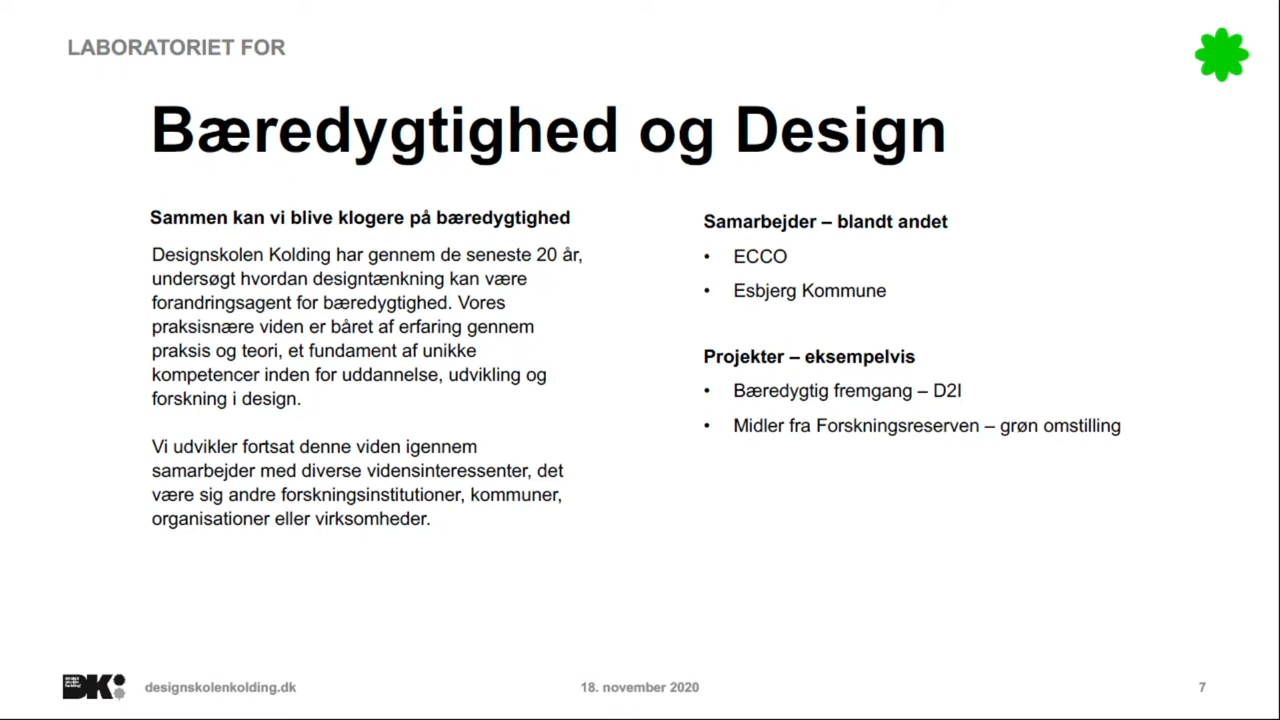 LABORATORIET FOR
Bæredygtighed og Design
Sammen kan vi blive klogere på bæredygtighed
Designskolen Kolding har gennem de seneste 20 år,
undersøgt hvordan designtænkning kan være
forandringsagent for bæredygtighed. Vores
praksisnære viden er båret af erfaring gennem
praksis og teori, et fundament af unikke
kompetencer inden for uddannelse, udvikling og
forskning i design.
Vi udvikler fortsat denne viden igennem
samarbejder med diverse vidensinteressenter, det
være sig andre forskningsinstitutioner, kommuner,
organisationer eller virksomheder.
Samarbejder – blandt andet
• ECCO
• Esbjerg Kommune
Projekter – eksempelvis
• Bæredygtig fremgang – D2I
• Midler fra Forskningsreserven – grøn omstilling
DK
designskolenkolding.dk
18. november 2020
7